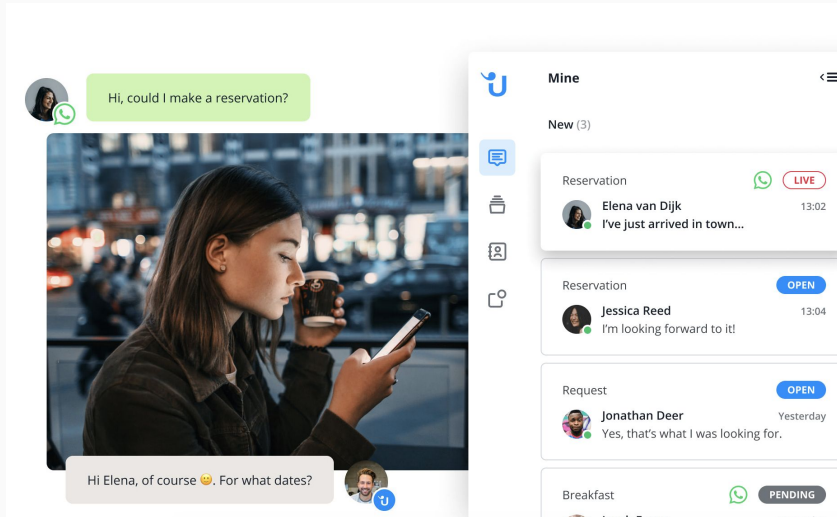 Hi, could I make a reservation?
Hi Elena, of course 🙂. For what dates?
Mine
New (3)
Reservation
LIVE
Elena van Dijk
13:02
I've just arrived in town...
Reservation
OPEN
Jessica Reed
13:04
I'm looking forward to it!
Request
OPEN
Jonathan Deer
Yesterday
Yes, that's what I was looking for.
Breakfast
PENDING